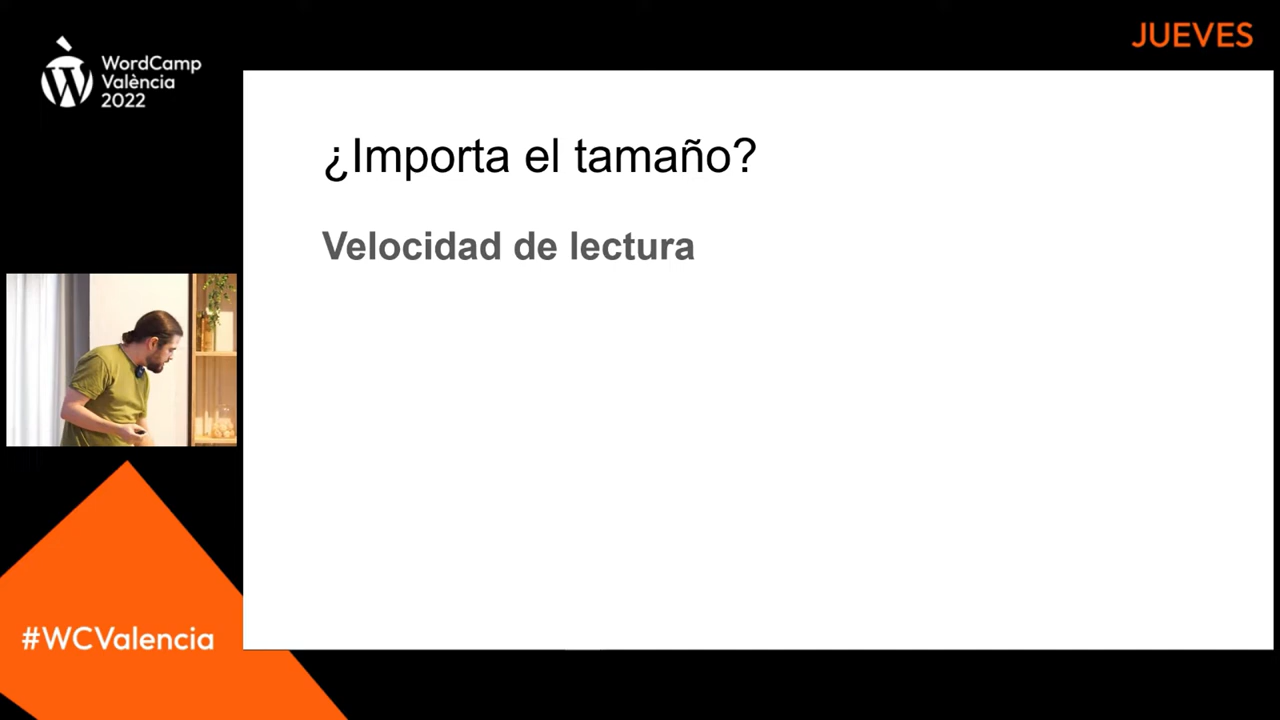 JUEVES
WordCamp
València
2022
¿Importa el tamaño?
Velocidad de lectura
#WCValencia